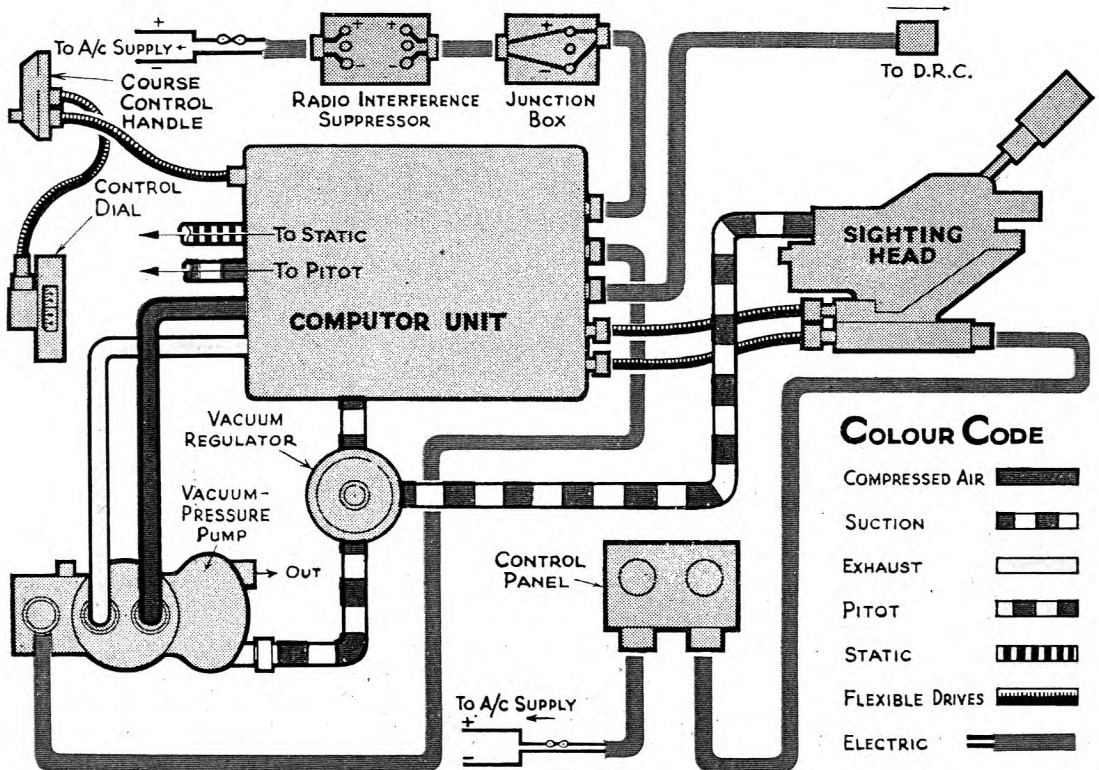 To A/c Supply
+
−
Radio Interference
Suppressor
+ +
− −
Junction
Box
+
−
To D.R.C.
Course
Control
Handle
Control
Dial
To Static
To Pitot
COMPUTOR UNIT
SIGHTING
HEAD
Vacuum
Regulator
Vacuum-
Pressure
Pump
Out
Control
Panel
To A/c Supply
+
−
Colour Code
Compressed Air
Suction
Exhaust
Pitot
Static
Flexible Drives
Electric